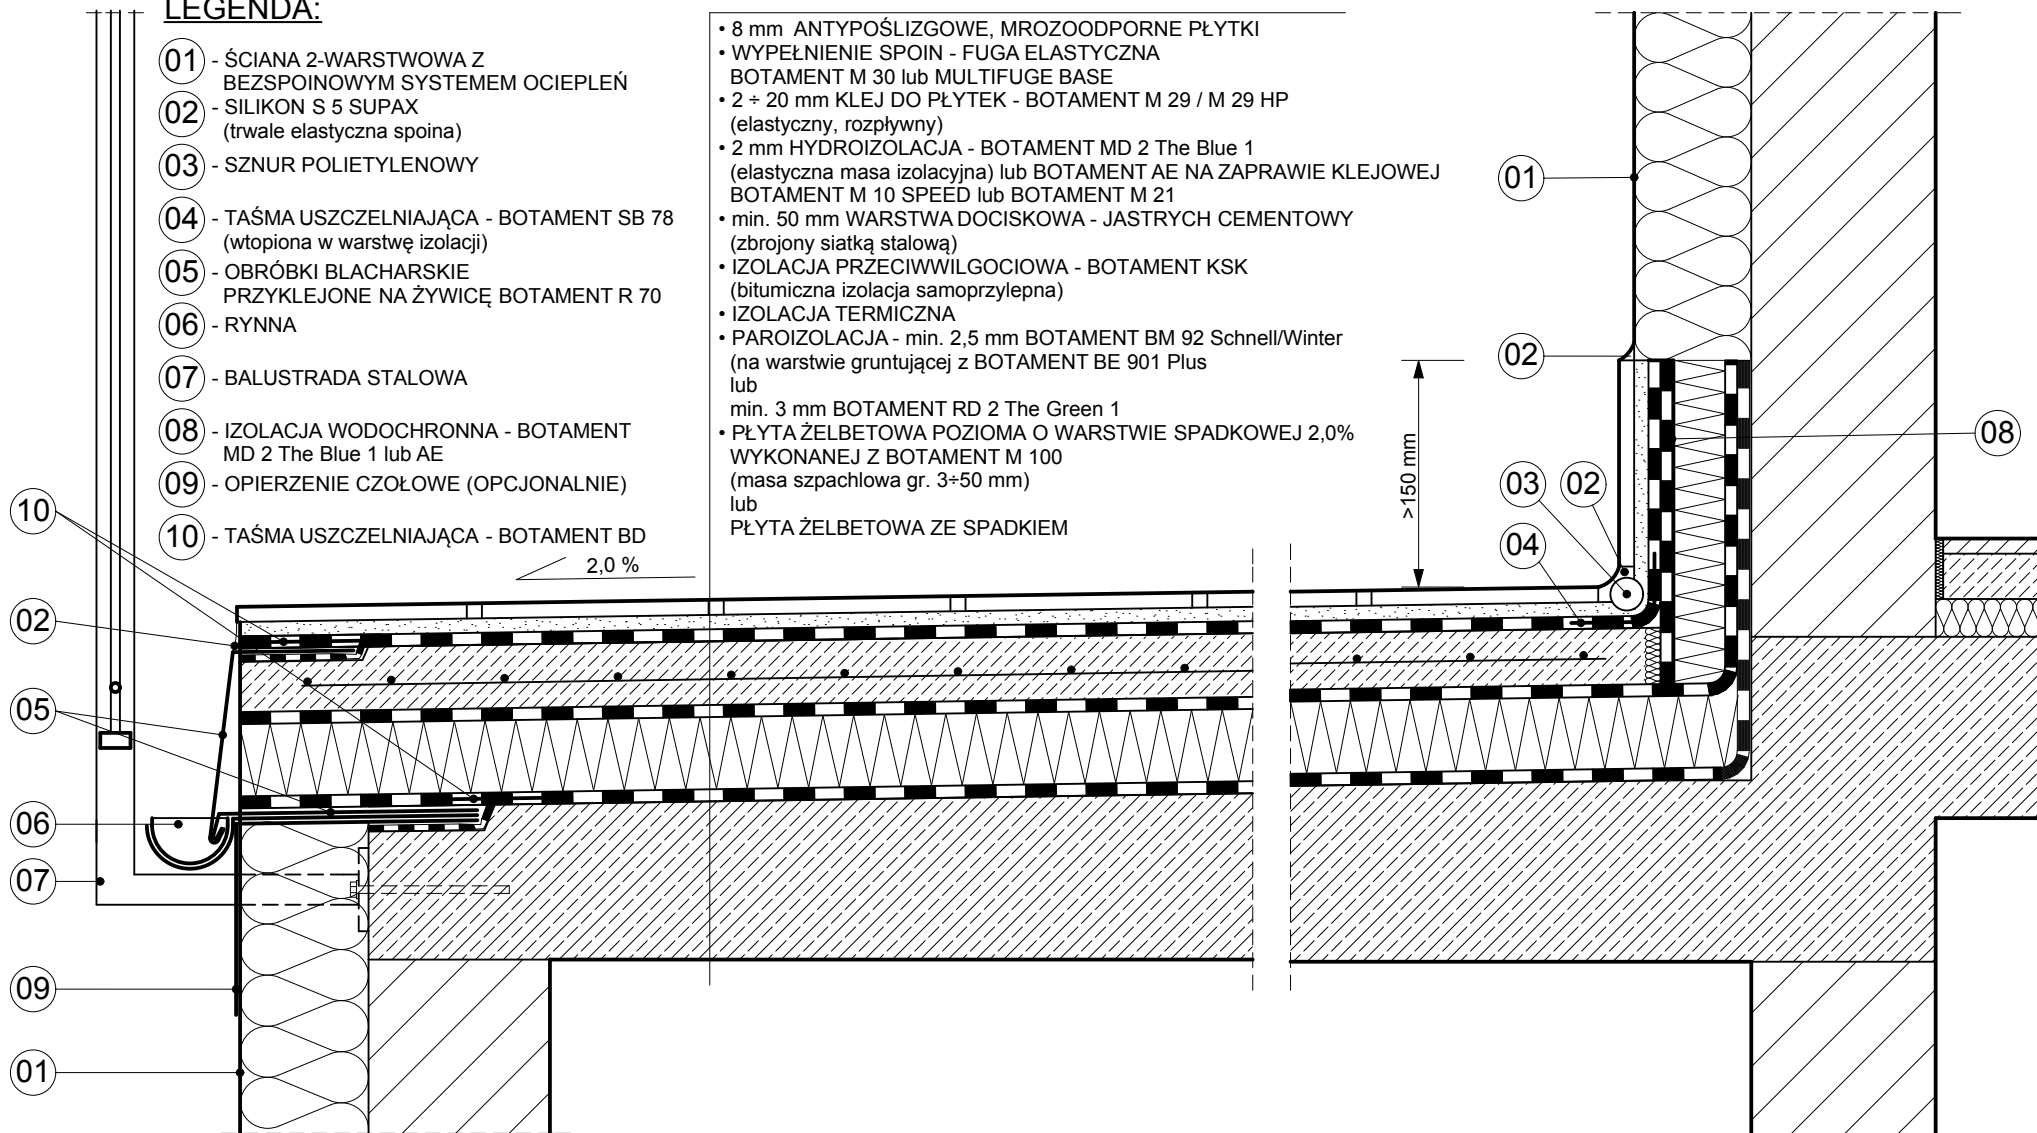 LEGENDA:
01 - ŚCIANA 2-WARSTWOWA Z
BEZSPOINOWYM SYSTEMEM OCIEPLEŃ
02 - SILIKON S 5 SUPAX
(trwale elastyczna spoina)
03 - SZNUR POLIETYLENOWY
04 - TAŚMA USZCZELNIAJĄCA - BOTAMENT SB 78
(wtopiona w warstwę izolacji)
05 - OBRÓBKI BLACHARSKIE
PRZYKLEJONE NA ŻYWICĘ BOTAMENT R 70
06 - RYNNA
07 - BALUSTRADA STALOWA
08 - IZOLACJA WODOCHRONNA - BOTAMENT
MD 2 The Blue 1 lub AE
09 - OPIERZENIE CZOŁOWE (OPCJONALNIE)
10 - TAŚMA USZCZELNIAJĄCA - BOTAMENT BD
• 8 mm ANTYPOŚLIZGOWE, MROZOODPORNE PŁYTKI
• WYPEŁNIENIE SPOIN - FUGA ELASTYCZNA
BOTAMENT M 30 lub MULTIFUGE BASE
• 2 ÷ 20 mm KLEJ DO PŁYTEK - BOTAMENT M 29 / M 29 HP
(elastyczny, rozpływny)
• 2 mm HYDROIZOLACJA - BOTAMENT MD 2 The Blue 1
(elastyczna masa izolacyjna) lub BOTAMENT AE NA ZAPRAWIE KLEJOWEJ
BOTAMENT M 10 SPEED lub BOTAMENT M 21
• min. 50 mm WARSTWA DOCISKOWA - JASTRYCH CEMENTOWY
(zbrojony siatką stalową)
• IZOLACJA PRZECIWWILGOCIOWA - BOTAMENT KSK
(bitumiczna izolacja samoprzylepna)
• IZOLACJA TERMICZNA
• PAROIZOLACJA - min. 2,5 mm BOTAMENT BM 92 Schnell/Winter
(na warstwie gruntującej z BOTAMENT BE 901 Plus
lub
min. 3 mm BOTAMENT RD 2 The Green 1
• PŁYTA ŻELBETOWA POZIOMA O WARSTWIE SPADKOWEJ 2,0%
WYKONANEJ Z BOTAMENT M 100
(masa szpachlowa gr. 3÷50 mm)
lub
PŁYTA ŻELBETOWA ZE SPADKIEM
2,0 %
>150 mm
10
02
05
06
07
09
01
01
02
03
02
04
08